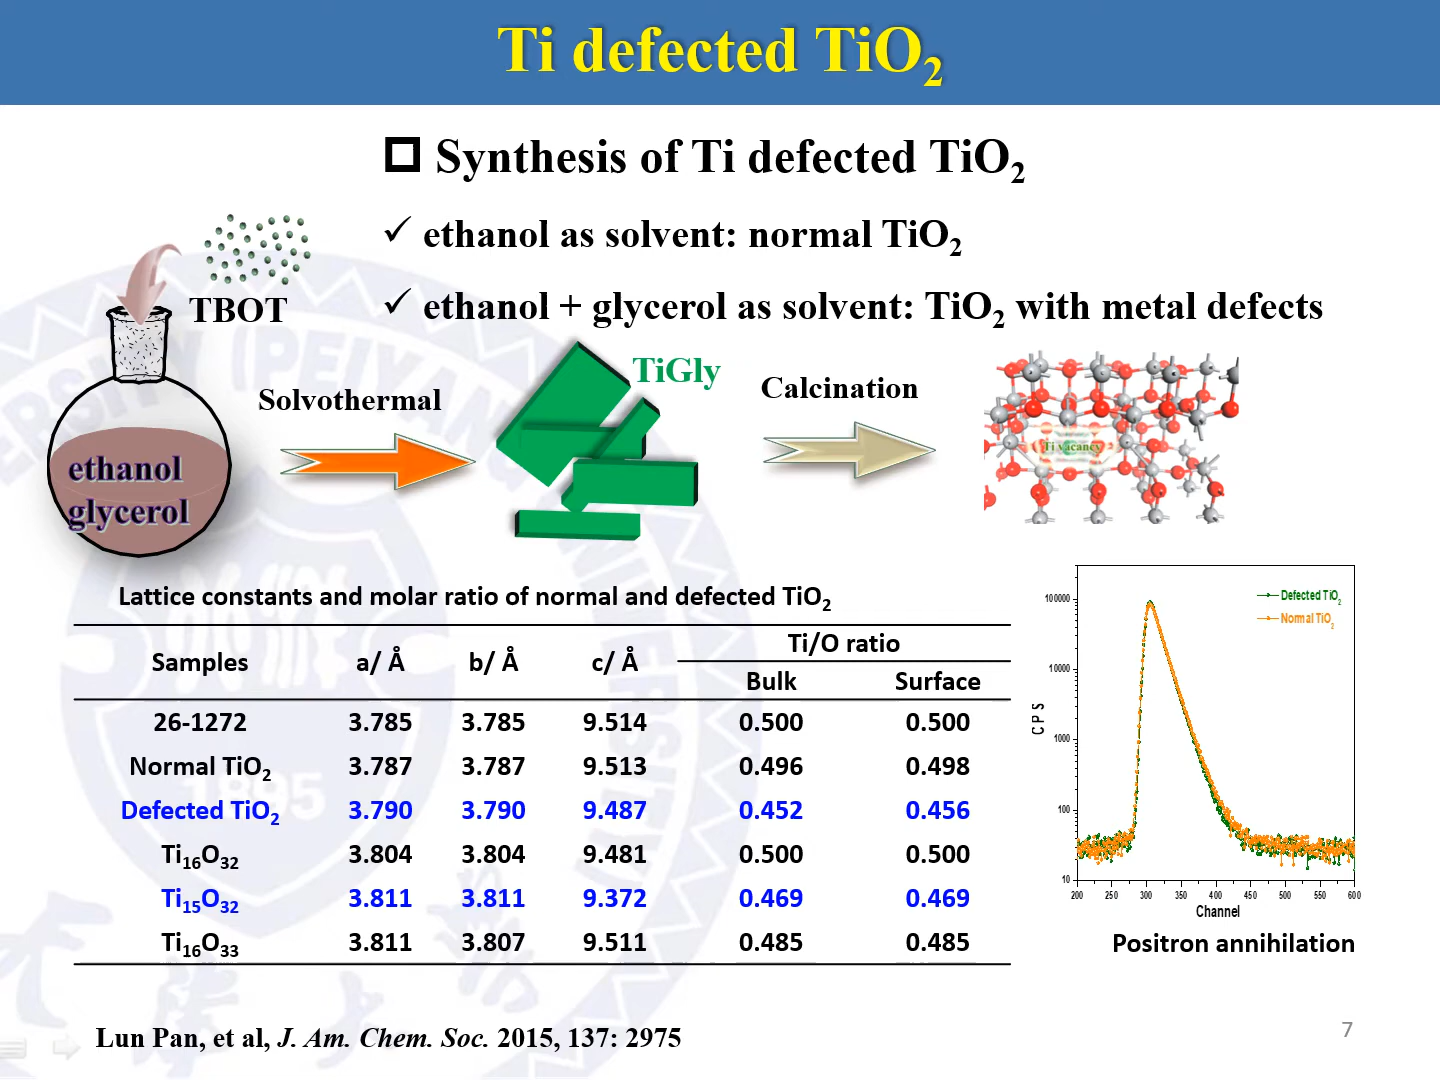 Ti defected TiO₂
Synthesis of Ti defected TiO₂
✓ ethanol as solvent: normal TiO₂
✓ ethanol + glycerol as solvent: TiO₂ with metal defects
TBOT
ethanol
glycerol
Solvothermal
TiGly
Calcination
Ti vacancy
Lattice constants and molar ratio of normal and defected TiO₂
Samples a/ Å b/ Å c/ Å Ti/O ratio
Bulk Surface
26-1272 3.785 3.785 9.514 0.500 0.500
Normal TiO₂ 3.787 3.787 9.513 0.496 0.498
Defected TiO₂ 3.790 3.790 9.487 0.452 0.456
Ti₁₆O₃₂ 3.804 3.804 9.481 0.500 0.500
Ti₁₅O₃₂ 3.811 3.811 9.372 0.469 0.469
Ti₁₆O₃₃ 3.811 3.807 9.511 0.485 0.485
Defected TiO₂
Normal TiO₂
100000
10000
1000
100
10
CPS
200 250 300 350 400 450 500 550 600
Channel
Positron annihilation
Lun Pan, et al, J. Am. Chem. Soc. 2015, 137: 2975
7